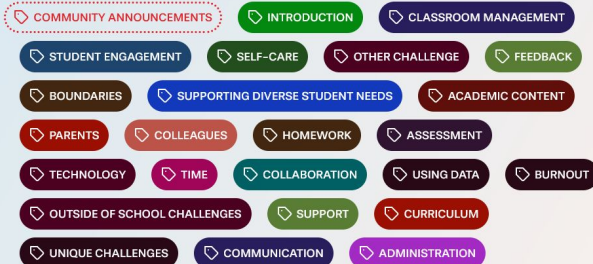 COMMUNITY ANNOUNCEMENTS INTRODUCTION CLASSROOM MANAGEMENT
STUDENT ENGAGEMENT SELF-CARE OTHER CHALLENGE FEEDBACK
BOUNDARIES SUPPORTING DIVERSE STUDENT NEEDS ACADEMIC CONTENT
PARENTS COLLEAGUES HOMEWORK ASSESSMENT
TECHNOLOGY TIME COLLABORATION USING DATA BURNOUT
OUTSIDE OF SCHOOL CHALLENGES SUPPORT CURRICULUM
UNIQUE CHALLENGES COMMUNICATION ADMINISTRATION